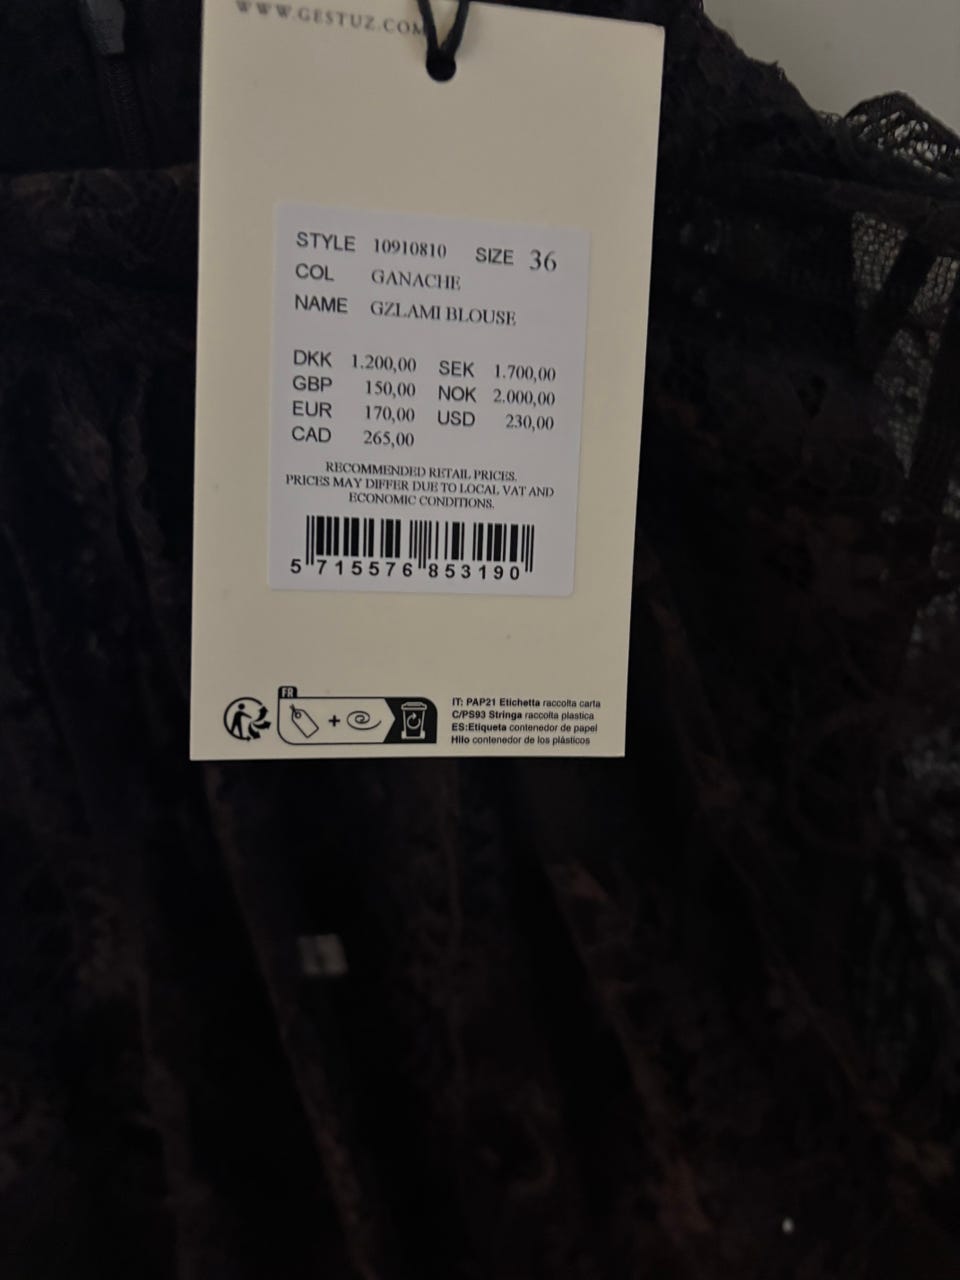 WWW.GESTUZ.COM
STYLE 10910810 SIZE 36
COL GANACHE
NAME GZLAMI BLOUSE
DKK 1.200,00 SEK 1.700,00
GBP 150,00 NOK 2.000,00
EUR 170,00 USD 230,00
CAD 265,00
RECOMMENDED RETAIL PRICES.
PRICES MAY DIFFER DUE TO LOCAL VAT AND
ECONOMIC CONDITIONS.
5 715576 853190
FR
+
IT: PAP21 Etichetta raccolta carta
C/PS93 Stringa raccolta plastica
ES:Etiqueta contenedor de papel
Hilo contenedor de los plásticos